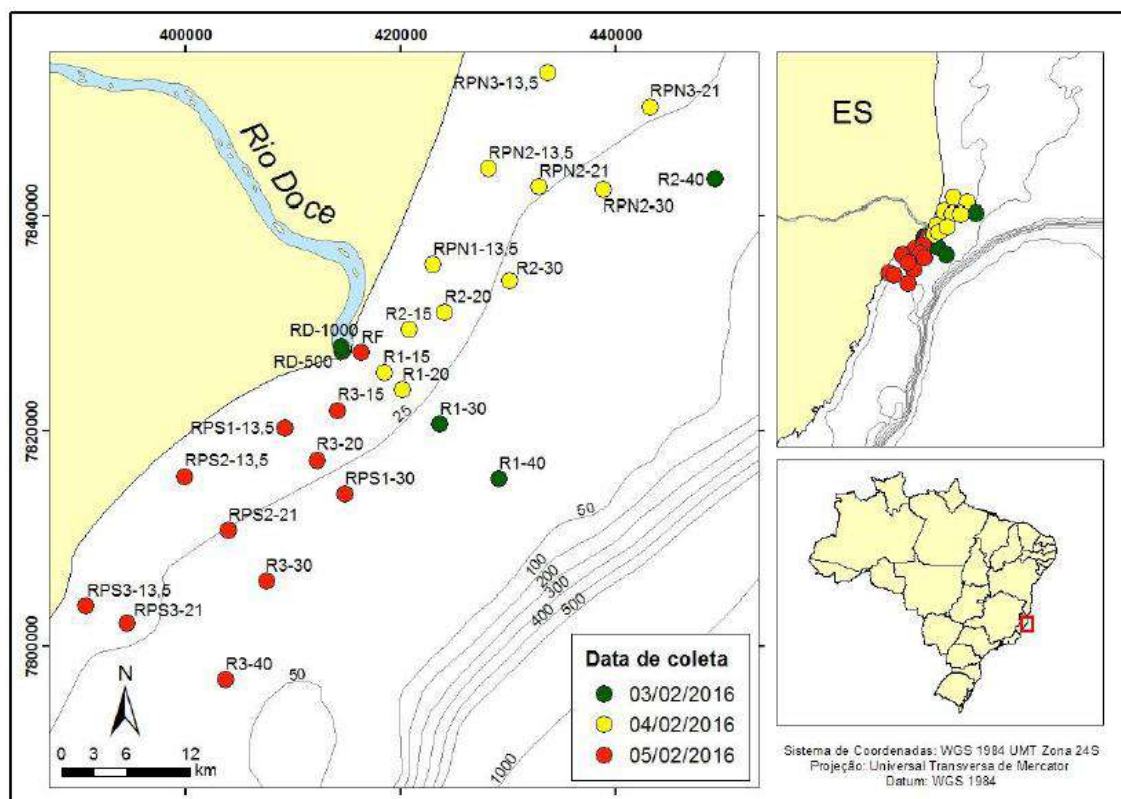 400000
420000
440000
7840000
7820000
7800000
Rio Doce
RPN3-13,5
RPN3-21
RPN2-13,5
RPN2-21
RPN2-30
R2-40
RPN1-13,5
R2-30
R2-20
R2-15
RD-1000
RF
RD-500
R1-15
R1-20
25
R3-15
R1-30
RPS1-13,5
R3-20
R1-40
RPS2-13,5
RPS1-30
50
RPS2-21
100
200
300
400
500
R3-30
RPS3-13,5
RPS3-21
R3-40
50
1000
N
0 3 6 12
km
Data de coleta
03/02/2016
04/02/2016
05/02/2016
ES
Sistema de Coordenadas: WGS 1984 UMT Zona 24S
Projeção: Universal Transversa de Mercator
Datum: WGS 1984